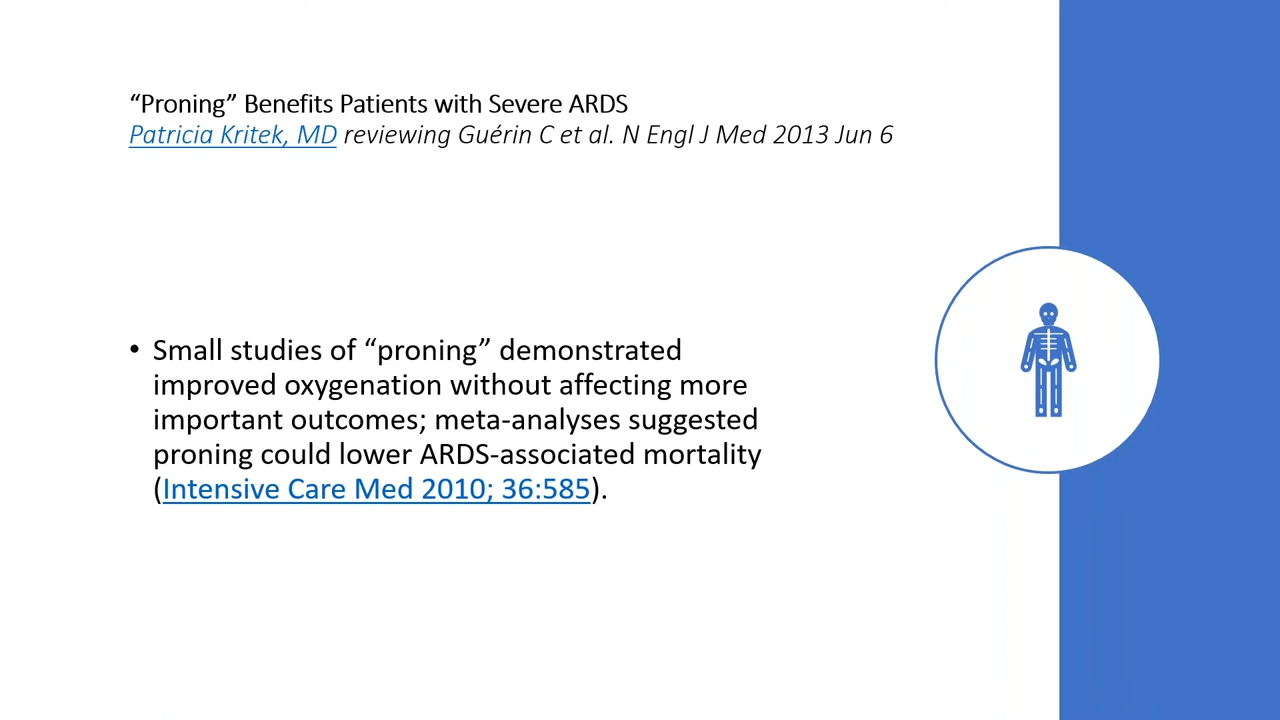 “Proning” Benefits Patients with Severe ARDS
Patricia Kritek, MD reviewing Guérin C et al. N Engl J Med 2013 Jun 6
• Small studies of “proning” demonstrated
improved oxygenation without affecting more
important outcomes; meta-analyses suggested
proning could lower ARDS-associated mortality
(Intensive Care Med 2010; 36:585).